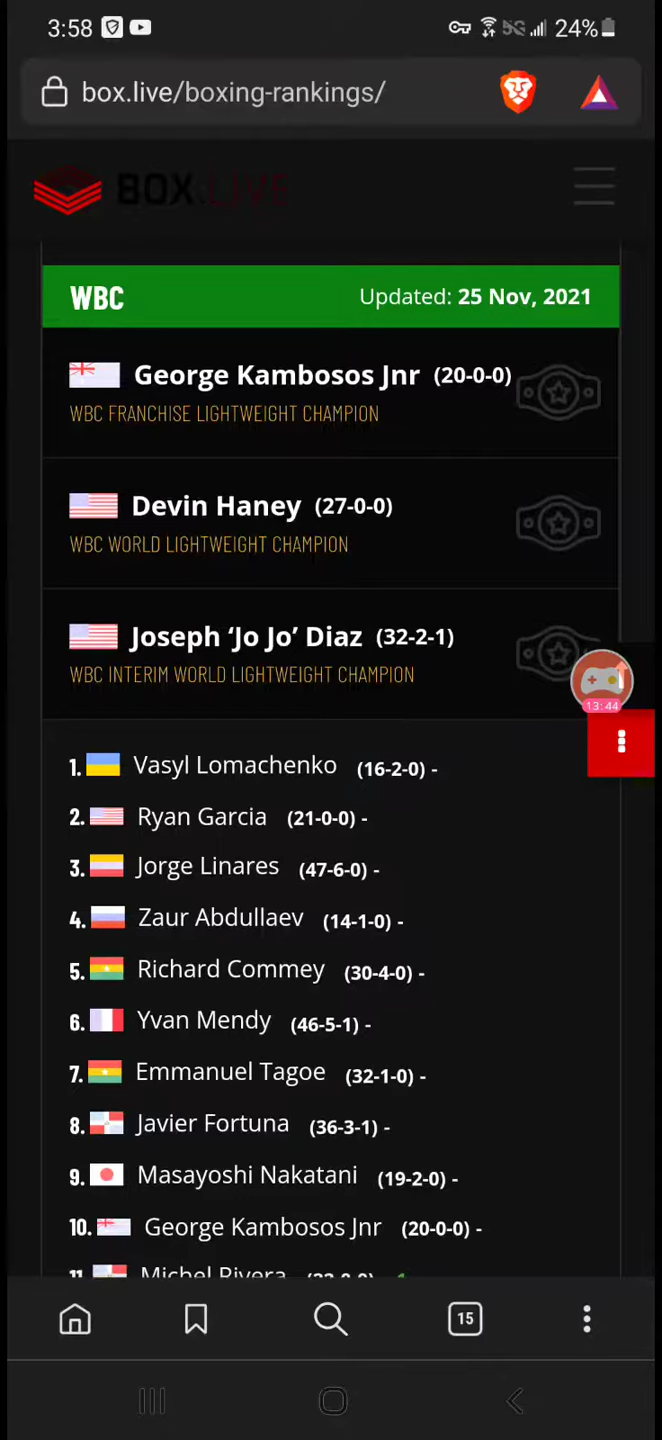 3:58 24%
box.live/boxing-rankings/
BOX.LIVE
WBC Updated: 25 Nov, 2021
George Kambosos Jnr (20-0-0)
WBC FRANCHISE LIGHTWEIGHT CHAMPION
Devin Haney (27-0-0)
WBC WORLD LIGHTWEIGHT CHAMPION
Joseph ‘Jo Jo’ Diaz (32-2-1)
WBC INTERIM WORLD LIGHTWEIGHT CHAMPION
13:44
1. Vasyl Lomachenko (16-2-0) -
2. Ryan Garcia (21-0-0) -
3. Jorge Linares (47-6-0) -
4. Zaur Abdullaev (14-1-0) -
5. Richard Commey (30-4-0) -
6. Yvan Mendy (46-5-1) -
7. Emmanuel Tagoe (32-1-0) -
8. Javier Fortuna (36-3-1) -
9. Masayoshi Nakatani (19-2-0) -
10. George Kambosos Jnr (20-0-0) -
11. Michel Rivera
15